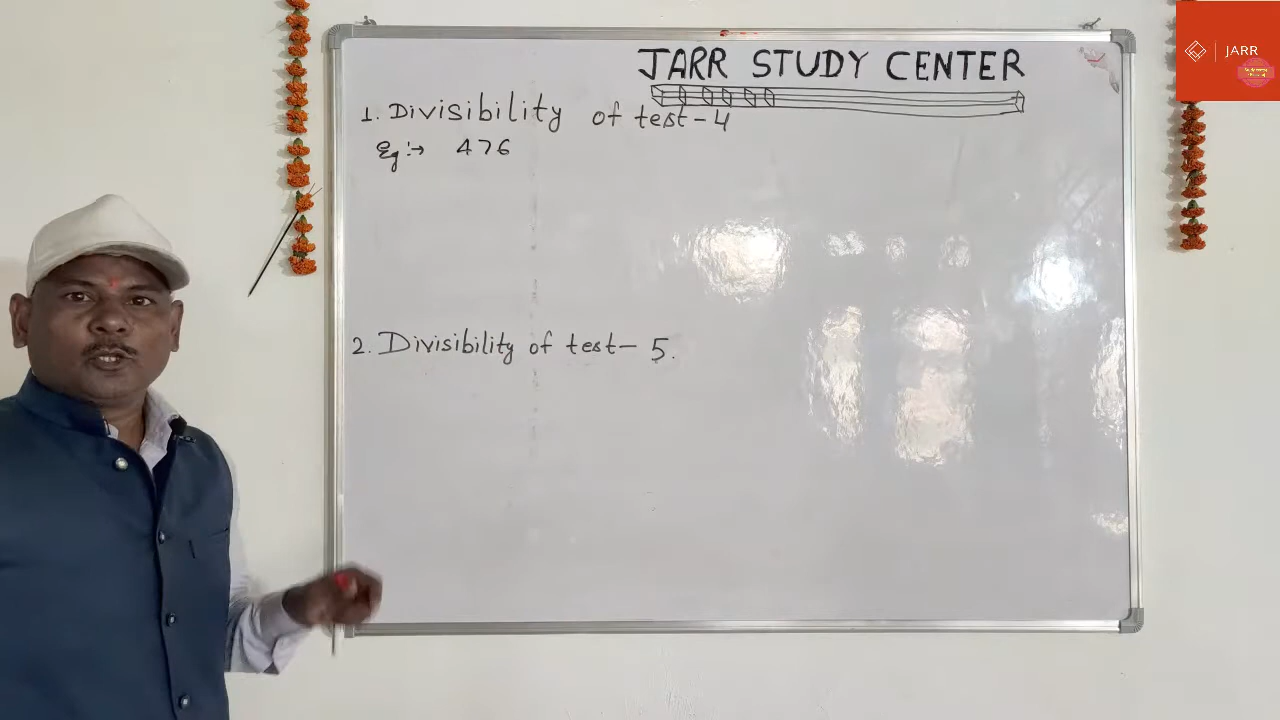 JARR STUDY CENTER
JARR
1. Divisibility of test-4
Eg:→ 476
2. Divisibility of test- 5.